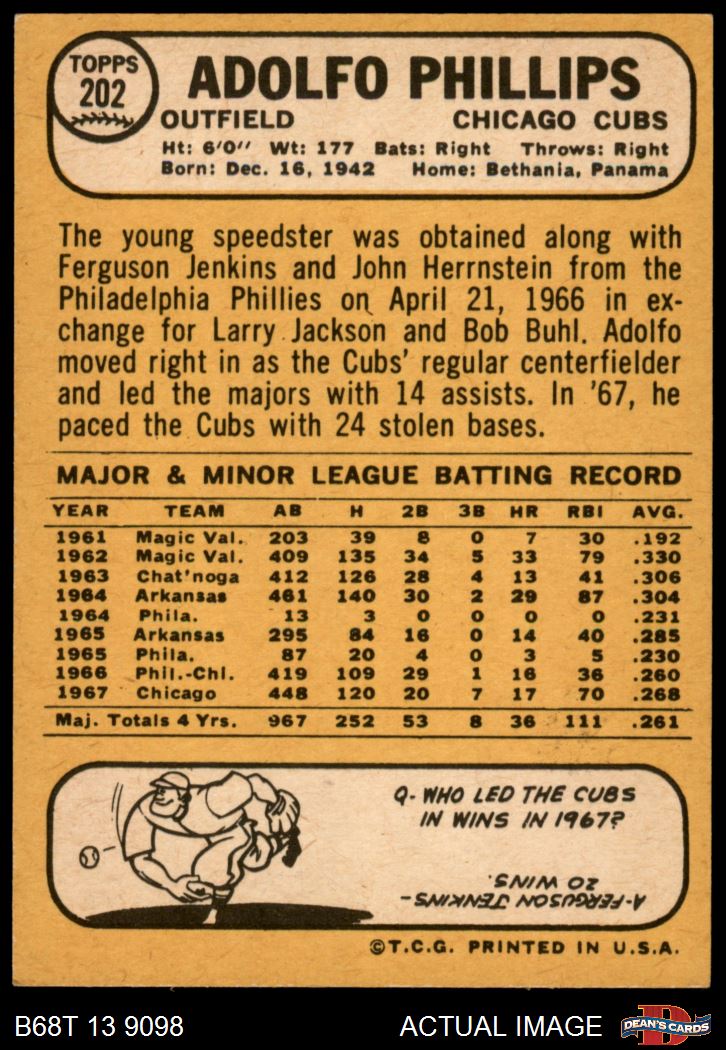 TOPPS
202
ADOLFO PHILLIPS
OUTFIELD CHICAGO CUBS
Ht: 6'0" Wt: 177 Bats: Right Throws: Right
Born: Dec. 16, 1942 Home: Bethania, Panama
The young speedster was obtained along with
Ferguson Jenkins and John Herrnstein from the
Philadelphia Phillies on April 21, 1966 in ex-
change for Larry Jackson and Bob Buhl. Adolfo
moved right in as the Cubs' regular centerfielder
and led the majors with 14 assists. In '67, he
paced the Cubs with 24 stolen bases.
MAJOR & MINOR LEAGUE BATTING RECORD
YEAR TEAM AB H 2B 3B HR RBI AVG.
1961 Magic Val. 203 39 8 0 7 30 .192
1962 Magic Val. 409 135 34 5 33 79 .330
1963 Chat'noga 412 126 28 4 13 41 .306
1964 Arkansas 461 140 30 2 29 87 .304
1964 Phila. 13 3 0 0 0 0 .231
1965 Arkansas 295 84 16 0 14 40 .285
1965 Phila. 87 20 4 0 3 5 .230
1966 Phil.-Chi. 419 109 29 1 16 36 .260
1967 Chicago 448 120 20 7 17 70 .268
Maj. Totals 4 Yrs. 967 252 53 8 36 111 .261
Q- WHO LED THE CUBS
IN WINS IN 1967?
A-FERGUSON JENKINS-
20 WINS.
©T.C.G. PRINTED IN U.S.A.
B68T 13 9098 ACTUAL IMAGE
D
DEAN'S CARDS